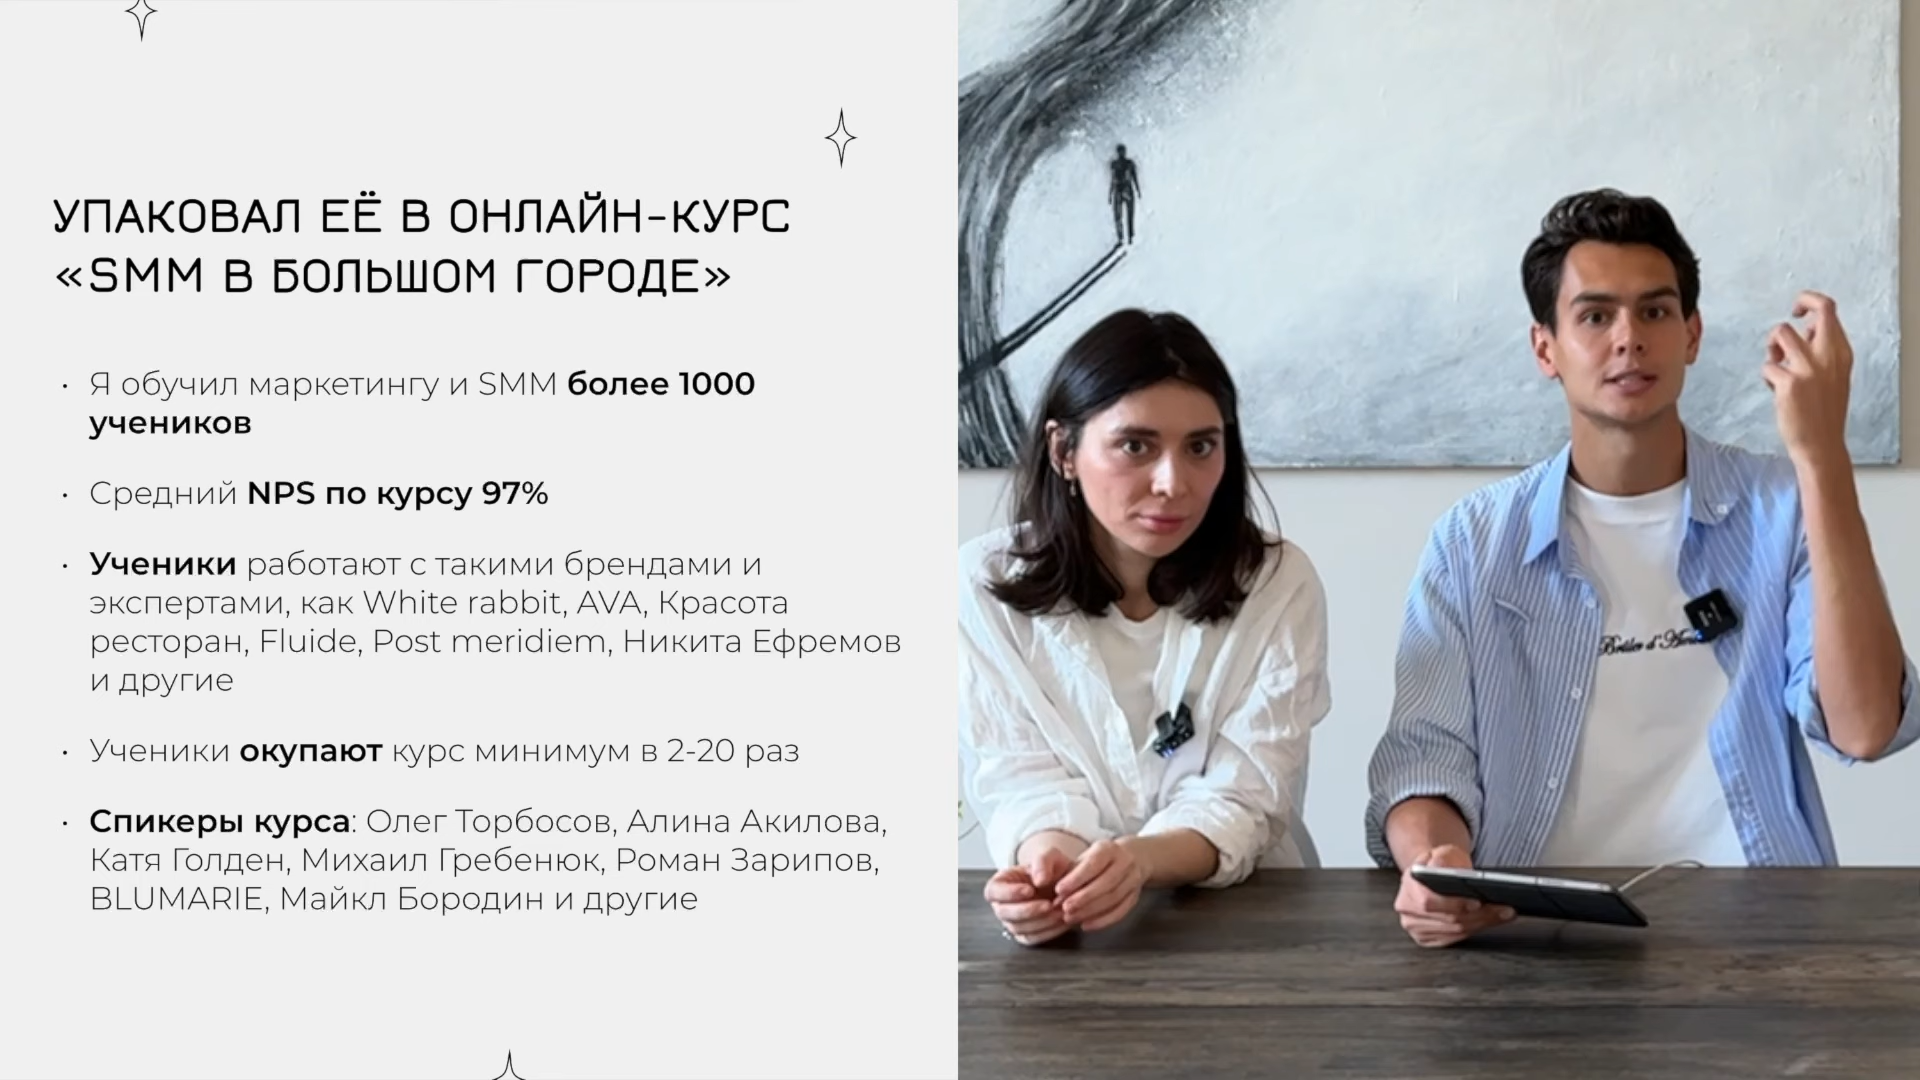 УПАКОВАЛ ЕЁ В ОНЛАЙН-КУРС
«SMM В БОЛЬШОМ ГОРОДЕ»
· Я обучил маркетингу и SMM более 1000
учеников
· Средний NPS по курсу 97%
· Ученики работают с такими брендами и
экспертами, как White rabbit, AVA, Красота
ресторан, Fluide, Post meridiem, Никита Ефремов
и другие
· Ученики окупают курс минимум в 2-20 раз
· Спикеры курса: Олег Торбосов, Алина Акилова,
Катя Голден, Михаил Гребенюк, Роман Зарипов,
BLUMARIE, Майкл Бородин и другие